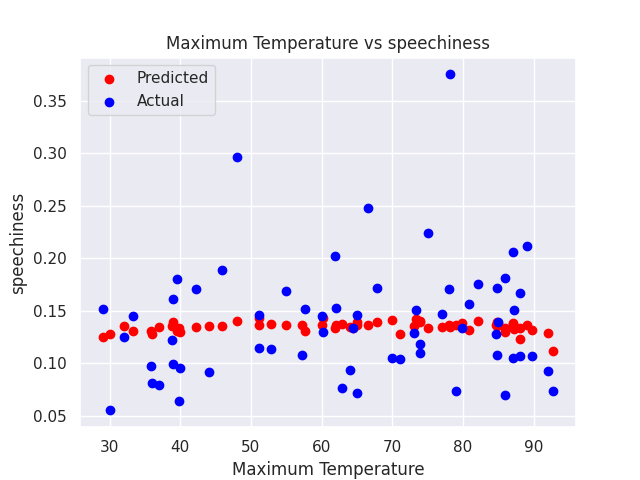 Maximum Temperature vs speechiness
Predicted
Actual
0.35
0.30
0.25
0.20
0.15
0.10
0.05
speechiness
30 40 50 60 70 80 90
Maximum Temperature